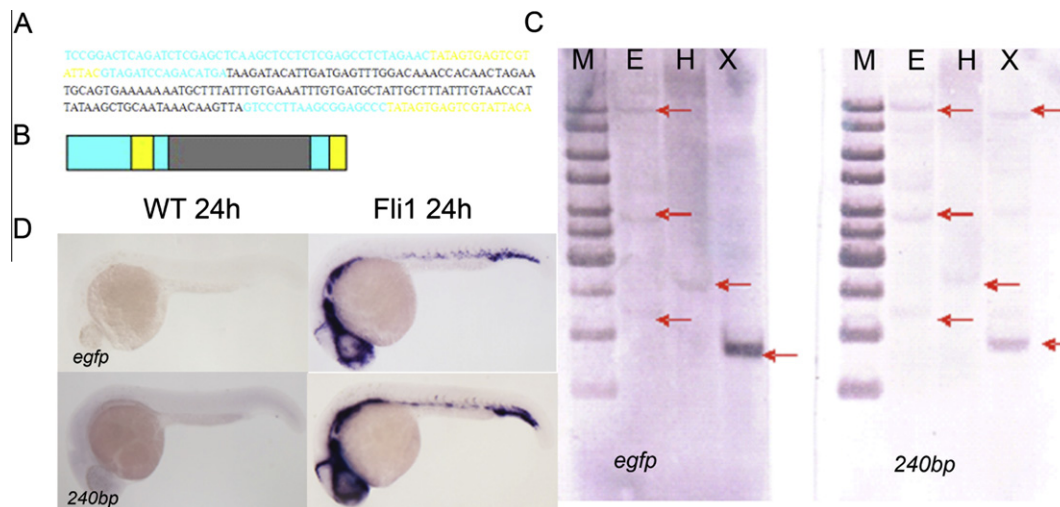 A
TCCGGACTCAGATCTCGAGCTCAAGCTCCTCTCGAGCCTCTAGAACTATAGTGAGTCGT
ATTACGTAGATCCAGACATGATAAGATACATTGATGAGTTTGGACAAACCACAACTAGAA
TGCAGTGAAAAAAATGCTTTATTTGTGAAATTTGTGATGCTATTGCTTTATTTGTAACCAT
TATAAGCTGCAATAAACAAGTTAGTCCCTTAAGCGGAGCCCTATAGTGAGTCGTATTACA
B
C
M E H X
egfp
M E H X
240bp
D
WT 24h Fli1 24h
egfp
240bp